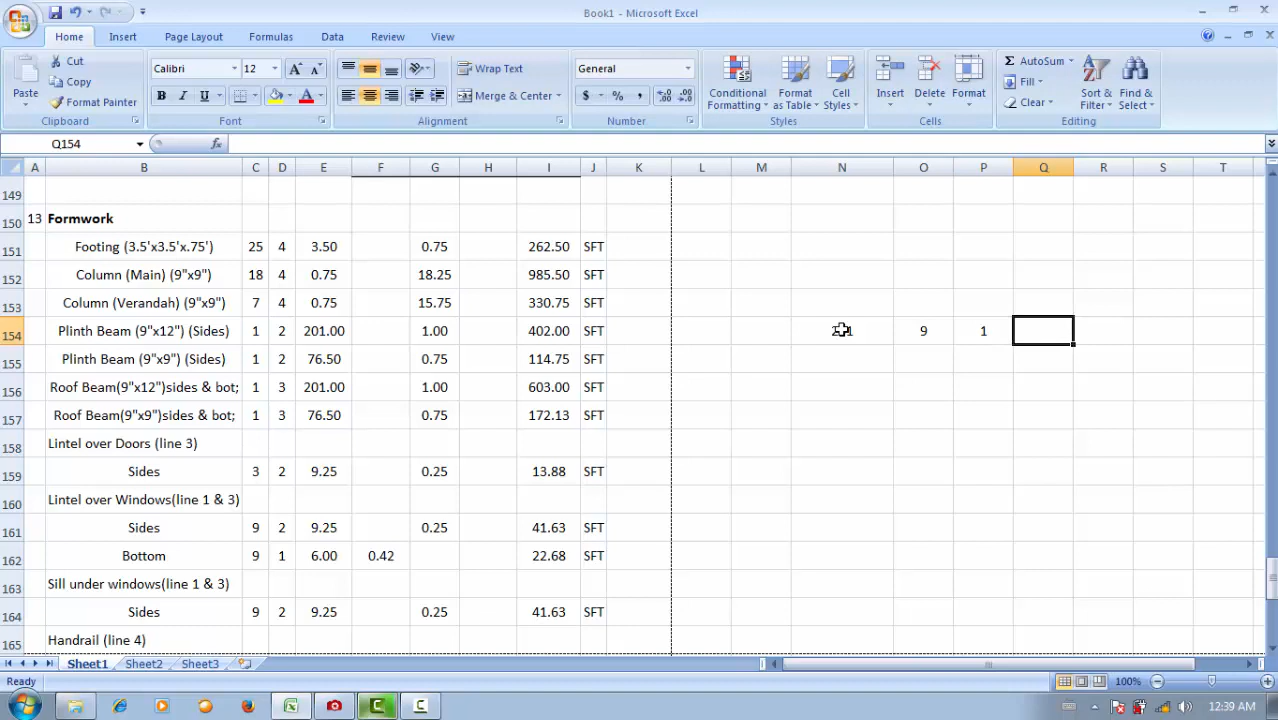 Book1 - Microsoft Excel
Home Insert Page Layout Formulas Data Review View
Paste Cut Copy Format Painter Clipboard
Calibri 12 B I U A A A Font
Wrap Text Merge & Center Alignment
General $ % , Number
Conditional Formatting Format as Table Cell Styles Styles
Insert Delete Format Cells
Σ AutoSum Fill Clear Sort & Filter Find & Select Editing
Q154 fx
A B C D E F G H I J K L M N O P Q R S T
149
150 13 Formwork
151 Footing (3.5'x3.5'x.75') 25 4 3.50 0.75 262.50 SFT
152 Column (Main) (9"x9") 18 4 0.75 18.25 985.50 SFT
153 Column (Verandah) (9"x9") 7 4 0.75 15.75 330.75 SFT
154 Plinth Beam (9"x12") (Sides) 1 2 201.00 1.00 402.00 SFT 9 1
155 Plinth Beam (9"x9") (Sides) 1 2 76.50 0.75 114.75 SFT
156 Roof Beam(9"x12")sides & bot; 1 3 201.00 1.00 603.00 SFT
157 Roof Beam(9"x9")sides & bot; 1 3 76.50 0.75 172.13 SFT
158 Lintel over Doors (line 3)
159 Sides 3 2 9.25 0.25 13.88 SFT
160 Lintel over Windows(line 1 & 3)
161 Sides 9 2 9.25 0.25 41.63 SFT
162 Bottom 9 1 6.00 0.42 22.68 SFT
163 Sill under windows(line 1 & 3)
164 Sides 9 2 9.25 0.25 41.63 SFT
165 Handrail (line 4)
Sheet1 Sheet2 Sheet3
Ready 100%
12:39 AM